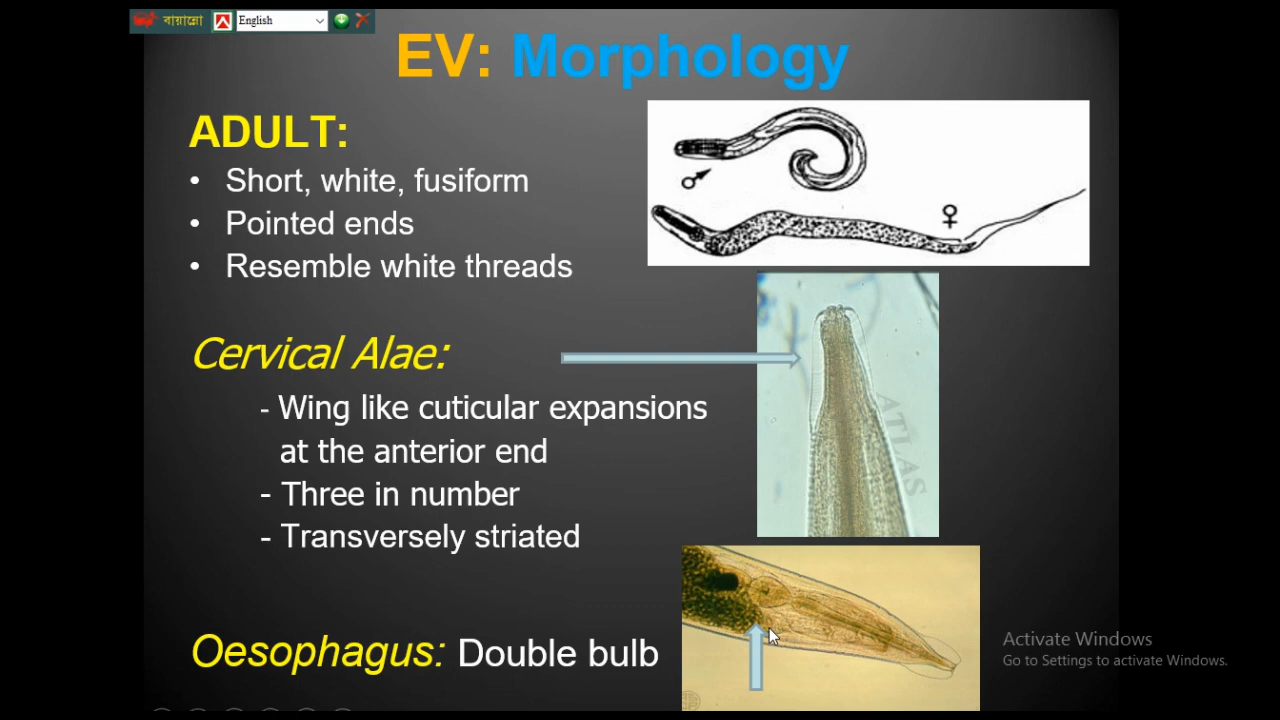 বায়ান্নো English
EV: Morphology
ADULT:
• Short, white, fusiform
• Pointed ends
• Resemble white threads
♂
♀
Cervical Alae:
- Wing like cuticular expansions
at the anterior end
- Three in number
- Transversely striated
ATLAS
Oesophagus: Double bulb
Activate Windows
Go to Settings to activate Windows.